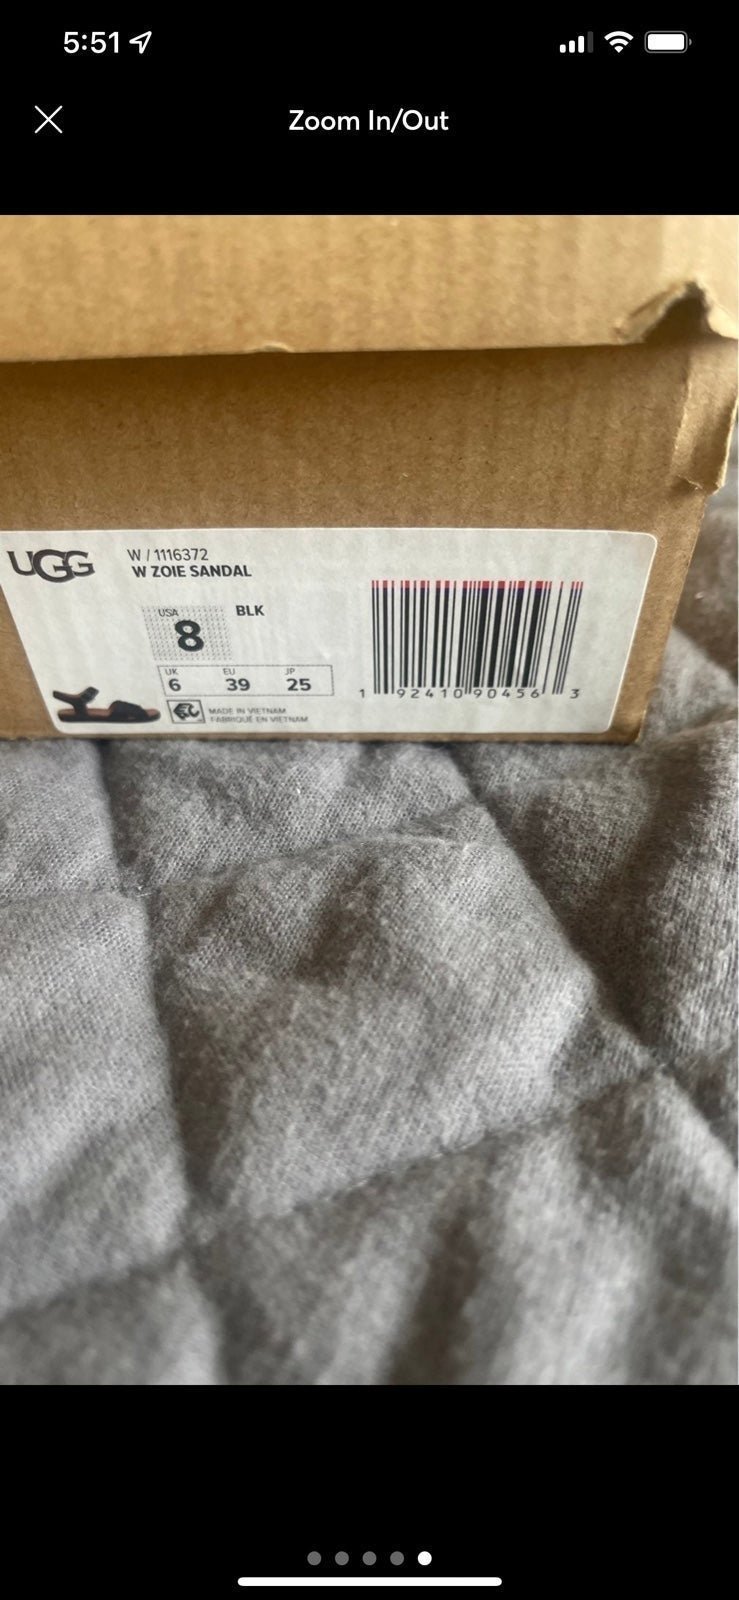 5:51
Zoom In/Out
UGG
W / 1116372
W ZOIE SANDAL
USA
8
BLK
UK EU JP
6 39 25
MADE IN VIETNAM
FABRIQUÉ EN VIETNAM
1 92410 90456 3